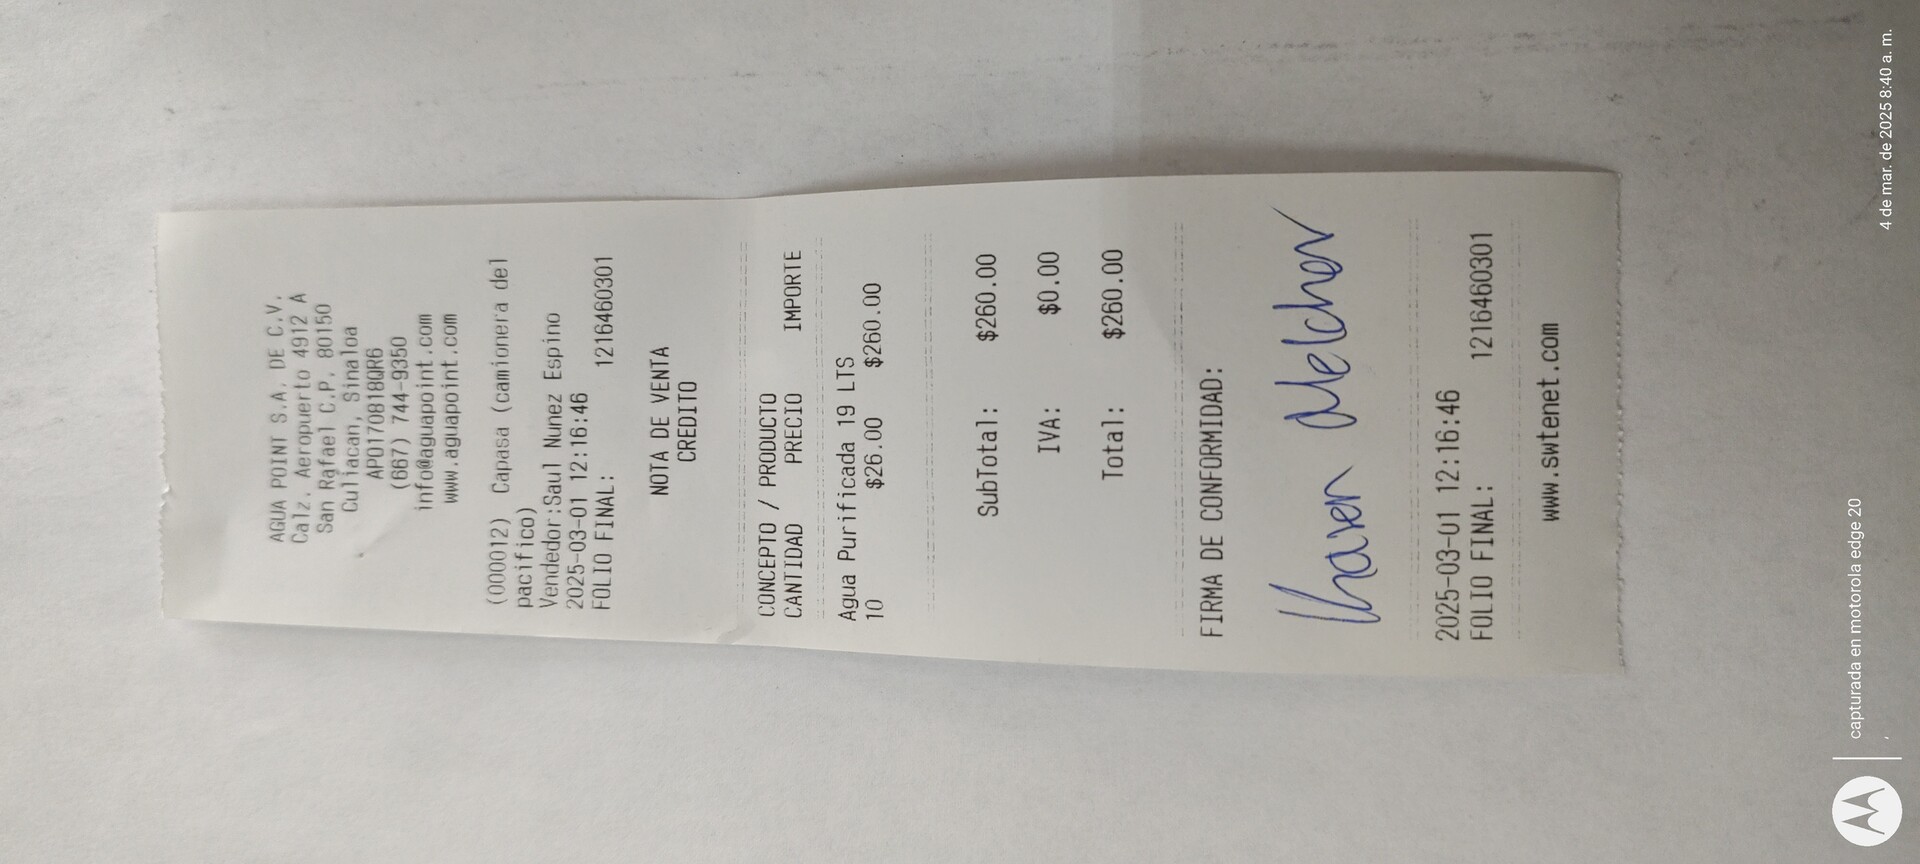 AGUA POINT S.A. DE C.V.
Calz. Aeropuerto 4912 A
San Rafael C.P. 80150
Culiacan, Sinaloa
APO170818QR6
(667) 744-9350
info@aguapoint.com
www.aguapoint.com
(000012) Capasa (camionera del
pacifico)
Vendedor:Saul Nunez Espino
2025-03-01 12:16:46
FOLIO FINAL: 1216460301
NOTA DE VENTA
CREDITO
CONCEPTO / PRODUCTO
CANTIDAD PRECIO IMPORTE
Agua Purificada 19 LTS
10 $26.00 $260.00
SubTotal: $260.00
IVA: $0.00
Total: $260.00
FIRMA DE CONFORMIDAD:
Karen Melchor
2025-03-01 12:16:46
FOLIO FINAL: 1216460301
www.swtenet.com
capturada en motorola edge 20
4 de mar. de 2025 8:40 a. m.